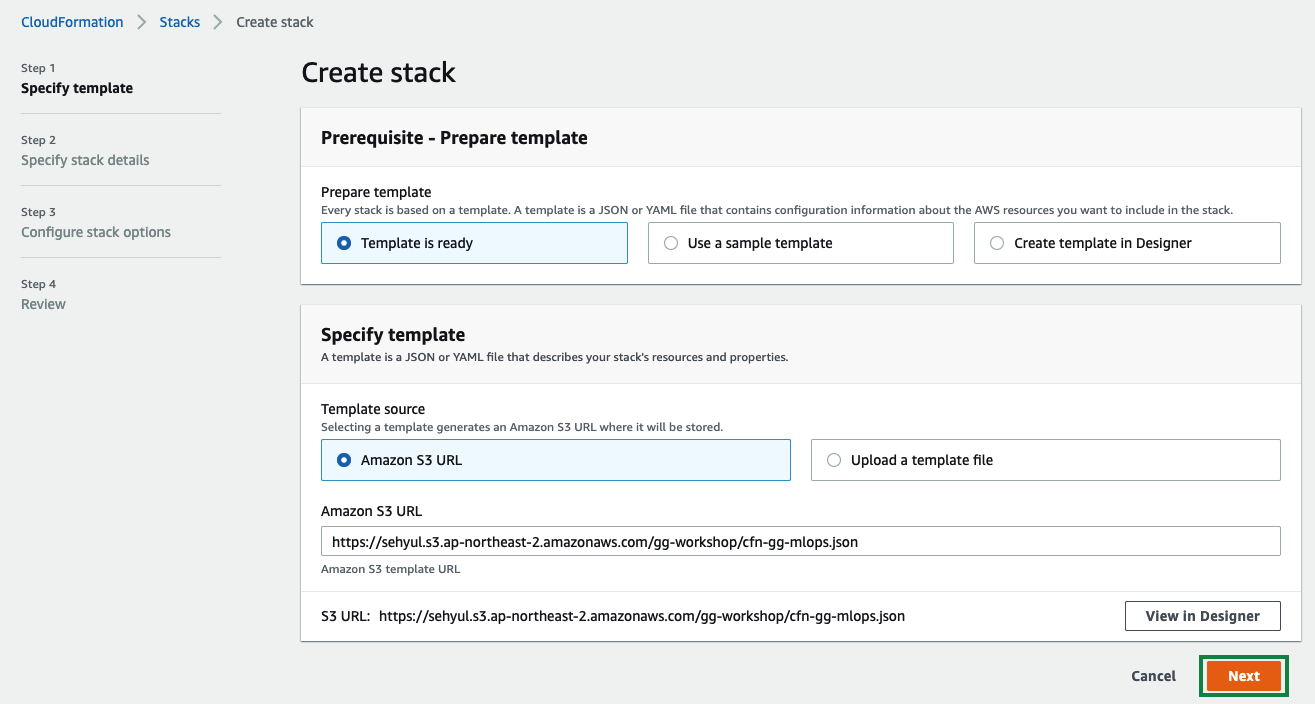 CloudFormation > Stacks > Create stack
Step 1
Specify template
Step 2
Specify stack details
Step 3
Configure stack options
Step 4
Review
Create stack
Prerequisite - Prepare template
Prepare template
Every stack is based on a template. A template is a JSON or YAML file that contains configuration information about the AWS resources you want to include in the stack.
Template is ready
Use a sample template
Create template in Designer
Specify template
A template is a JSON or YAML file that describes your stack's resources and properties.
Template source
Selecting a template generates an Amazon S3 URL where it will be stored.
Amazon S3 URL
Upload a template file
Amazon S3 URL
https://sehyul.s3.ap-northeast-2.amazonaws.com/gg-workshop/cfn-gg-mlops.json
Amazon S3 template URL
S3 URL: https://sehyul.s3.ap-northeast-2.amazonaws.com/gg-workshop/cfn-gg-mlops.json
View in Designer
Cancel
Next